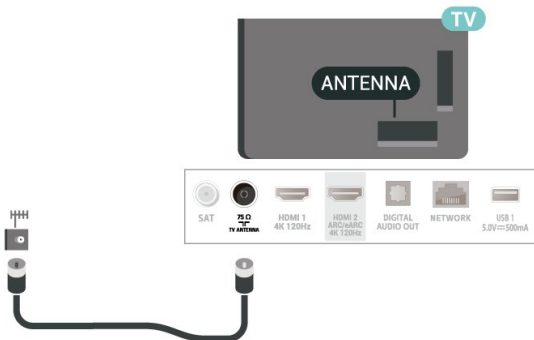 TV
ANTENNA
SAT
75 Ω
TV ANTENNA
HDMI 1
4K 120Hz
HDMI 2
ARC/eARC
4K 120Hz
DIGITAL
AUDIO OUT
NETWORK
USB 1
5.0V⎓500mA